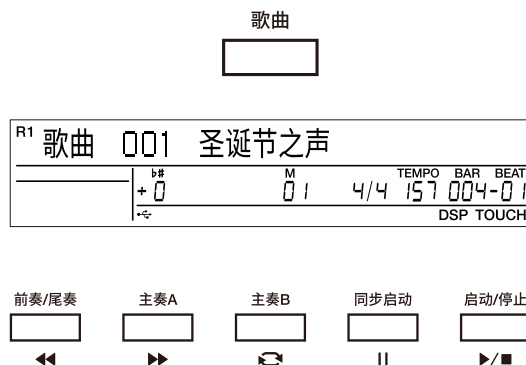 歌曲
R1 歌曲 001 圣诞节之声
b# M TEMPO BAR BEAT
+ 0 01 4/4 157 004-01
DSP TOUCH
前奏/尾奏 主奏A 主奏B 同步启动 启动/停止